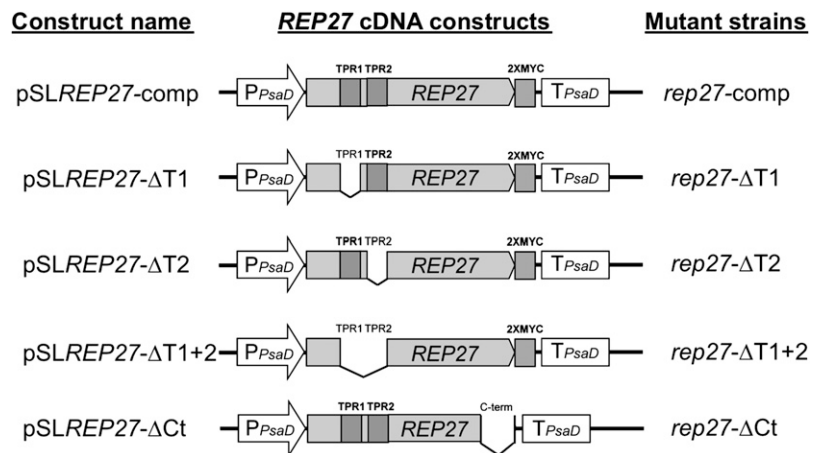 Construct name REP27 cDNA constructs Mutant strains
TPR1 TPR2 2XMYC
pSLREP27-comp PPsaD REP27 TPsaD rep27-comp
TPR1 TPR2 2XMYC
pSLREP27-ΔT1 PPsaD REP27 TPsaD rep27-ΔT1
TPR1 TPR2 2XMYC
pSLREP27-ΔT2 PPsaD REP27 TPsaD rep27-ΔT2
TPR1 TPR2 2XMYC
pSLREP27-ΔT1+2 PPsaD REP27 TPsaD rep27-ΔT1+2
TPR1 TPR2 C-term
pSLREP27-ΔCt PPsaD REP27 TPsaD rep27-ΔCt